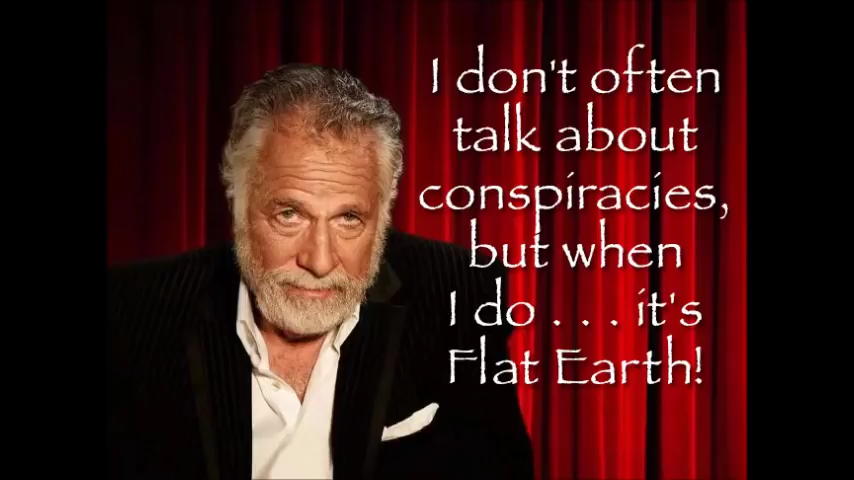 I don't often
talk about
conspiracies,
but when
I do . . . it's
Flat Earth!